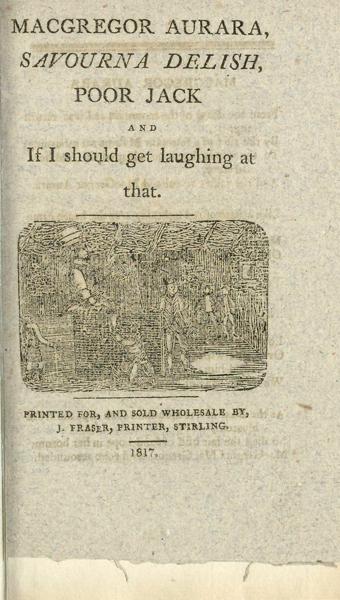 MACGREGOR AURARA,
SAVOURNA DELISH,
POOR JACK
AND
If I should get laughing at
that.
PRINTED FOR, AND SOLD WHOLESALE BY,
J. FRASER, PRINTER, STIRLING.
1817.